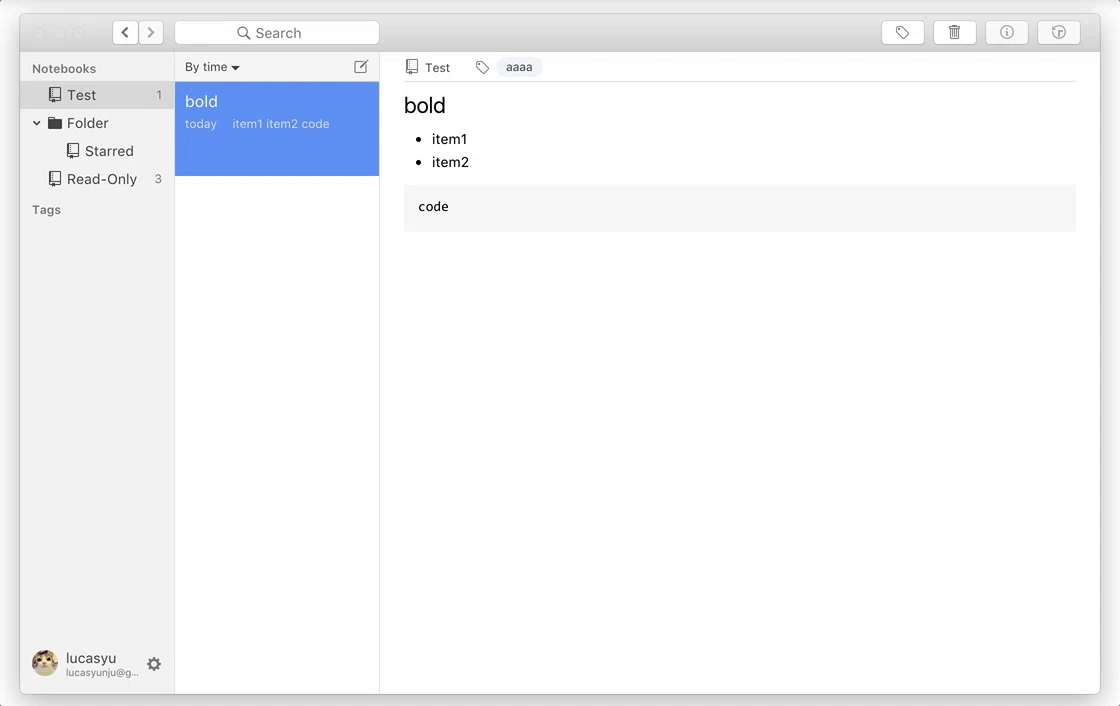 Search
Notebooks
Test 1
Folder
Starred
Read-Only 3
Tags
lucasyu
lucasyunju@g...
By time
bold
today item1 item2 code
Test aaaa
bold
• item1
• item2
code